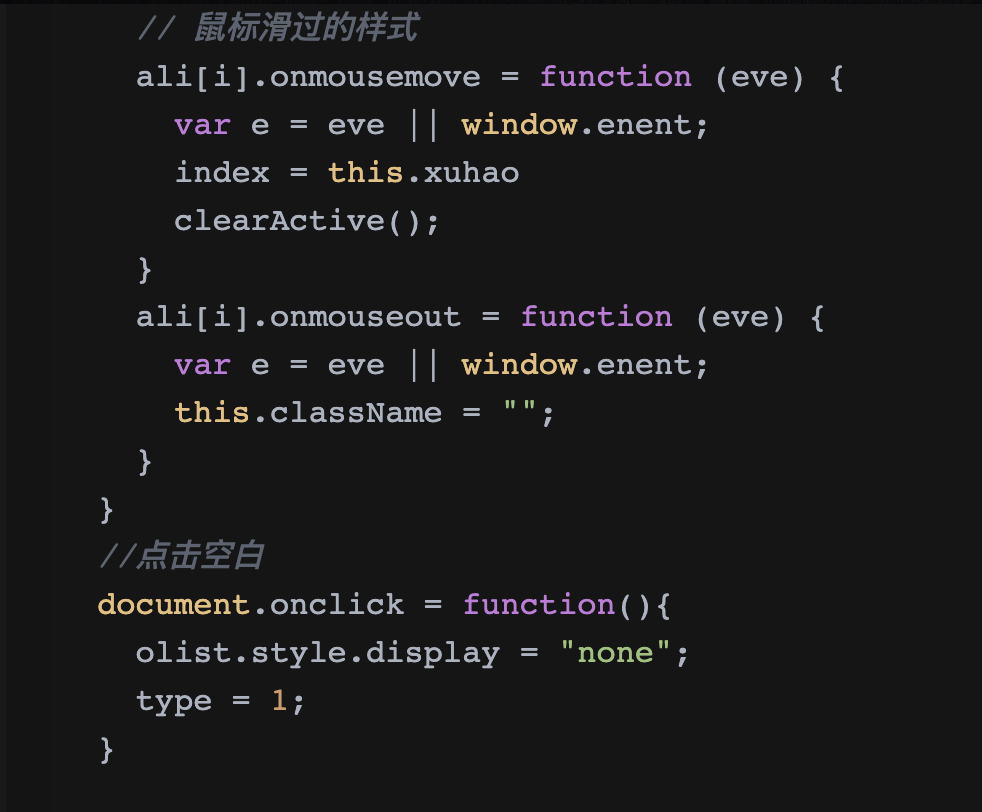 // 鼠标滑过的样式
ali[i].onmousemove = function (eve) {
var e = eve || window.enent;
index = this.xuhao
clearActive();
}
ali[i].onmouseout = function (eve) {
var e = eve || window.enent;
this.className = "";
}
}
//点击空白
document.onclick = function(){
olist.style.display = "none";
type = 1;
}